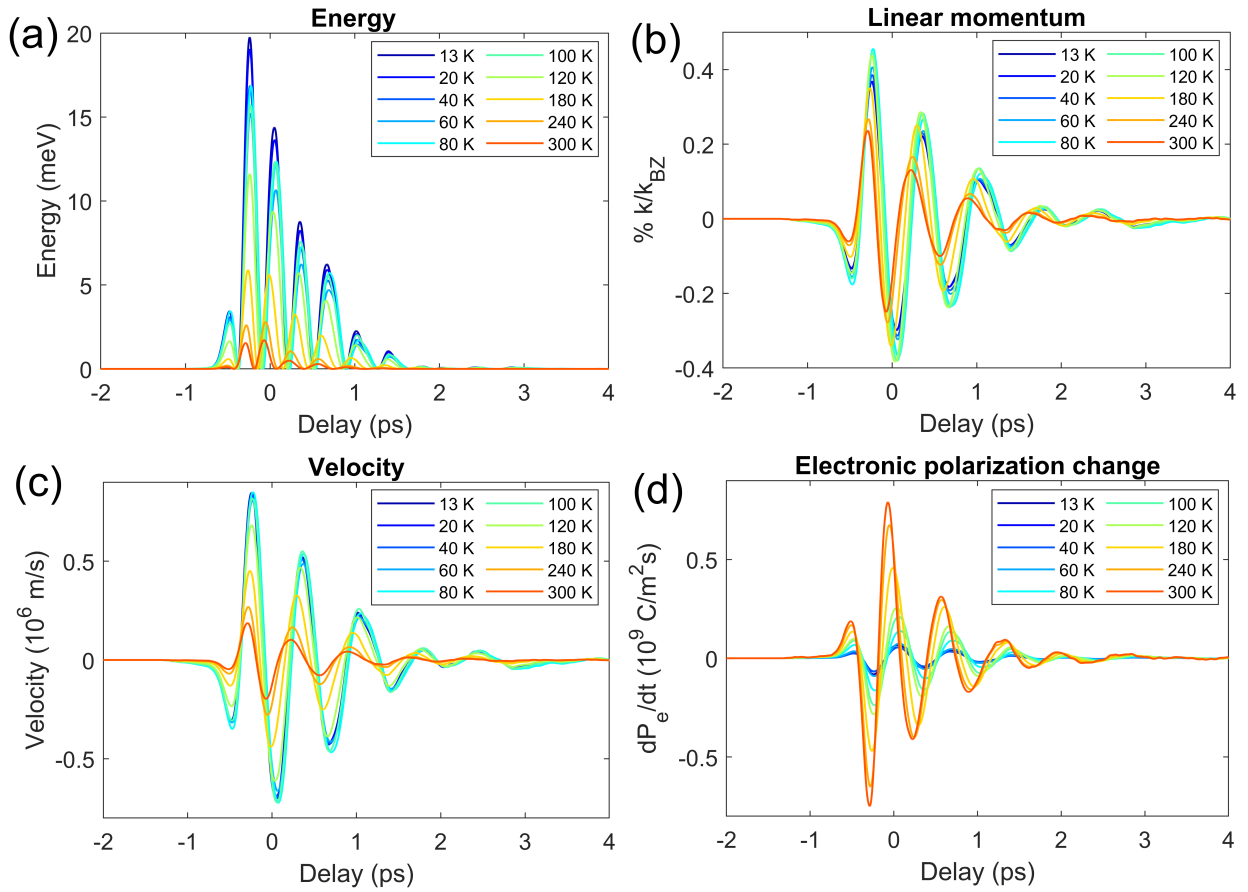 (a)
Energy
Energy (meV)
20
15
10
5
0
-2 -1 0 1 2 3 4
Delay (ps)
13 K 100 K
20 K 120 K
40 K 180 K
60 K 240 K
80 K 300 K
(b)
Linear momentum
% k/k_BZ
0.4
0.2
0
-0.2
-0.4
-2 -1 0 1 2 3 4
Delay (ps)
13 K 100 K
20 K 120 K
40 K 180 K
60 K 240 K
80 K 300 K
(c)
Velocity
Velocity (10^6 m/s)
0.5
0
-0.5
-2 -1 0 1 2 3 4
Delay (ps)
13 K 100 K
20 K 120 K
40 K 180 K
60 K 240 K
80 K 300 K
(d)
Electronic polarization change
dP_e/dt (10^9 C/m^2s)
0.5
0
-0.5
-2 -1 0 1 2 3 4
Delay (ps)
13 K 100 K
20 K 120 K
40 K 180 K
60 K 240 K
80 K 300 K